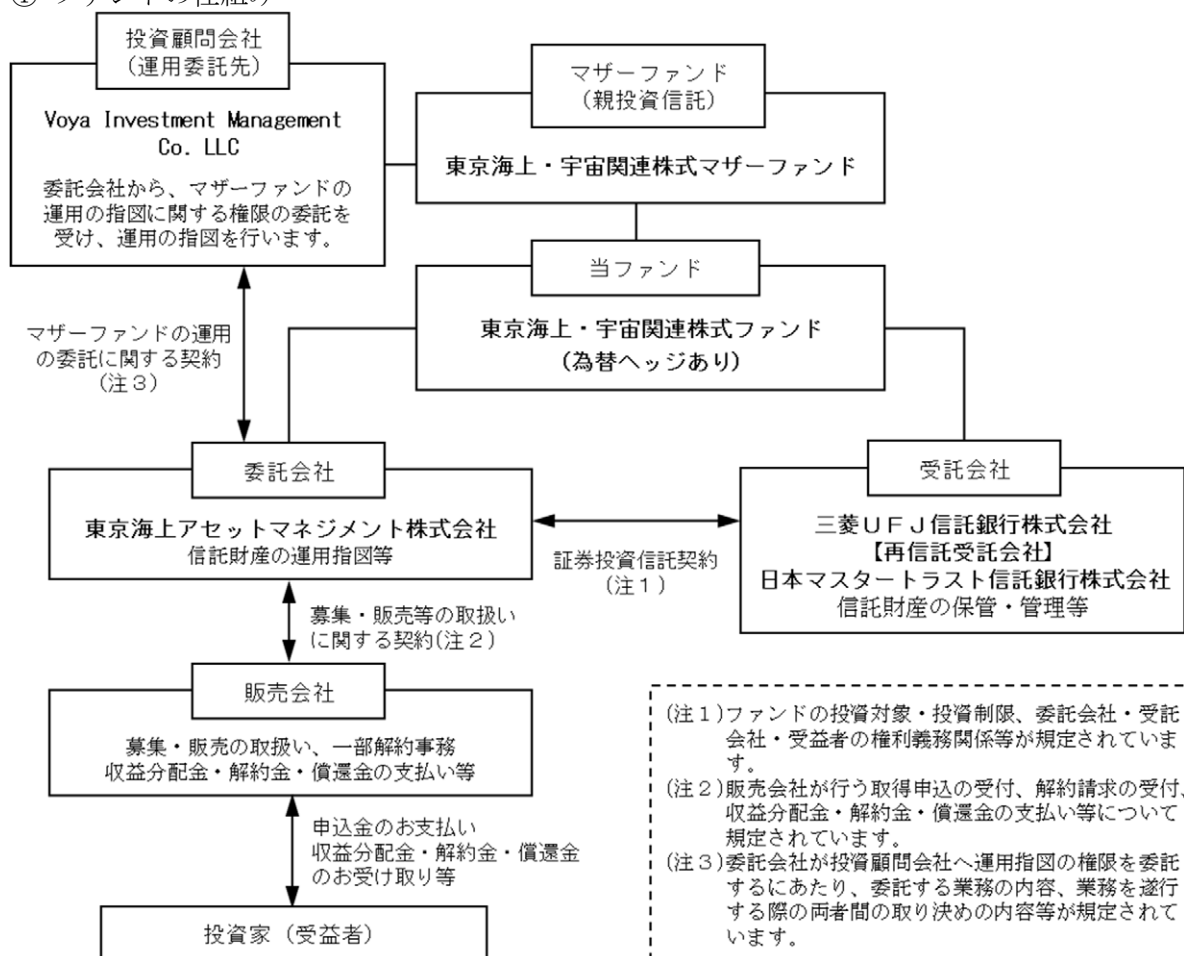 ① ファンドの仕組み
投資顧問会社
(運用委託先)
Voya Investment Management
Co. LLC
委託会社から、マザーファンドの
運用の指図に関する権限の委託を
受け、運用の指図を行います。
マザーファンド
(親投資信託)
東京海上・宇宙関連株式マザーファンド
当ファンド
東京海上・宇宙関連株式ファンド
(為替ヘッジあり)
マザーファンドの運用
の委託に関する契約
(注3)
委託会社
東京海上アセットマネジメント株式会社
信託財産の運用指図等
証券投資信託契約
(注1)
受託会社
三菱UFJ信託銀行株式会社
【再信託受託会社】
日本マスタートラスト信託銀行株式会社
信託財産の保管・管理等
募集・販売等の取扱い
に関する契約(注2)
販売会社
募集・販売の取扱い、一部解約事務
収益分配金・解約金・償還金の支払い等
申込金のお支払い
収益分配金・解約金・償還金
のお受け取り等
投資家(受益者)
(注1)ファンドの投資対象・投資制限、委託会社・受託
会社・受益者の権利義務関係等が規定されていま
す。
(注2)販売会社が行う取得申込の受付、解約請求の受付、
収益分配金・解約金・償還金の支払い等について
規定されています。
(注3)委託会社が投資顧問会社へ運用指図の権限を委託
するにあたり、委託する業務の内容、業務を遂行
する際の両者間の取り決めの内容等が規定されて
います。